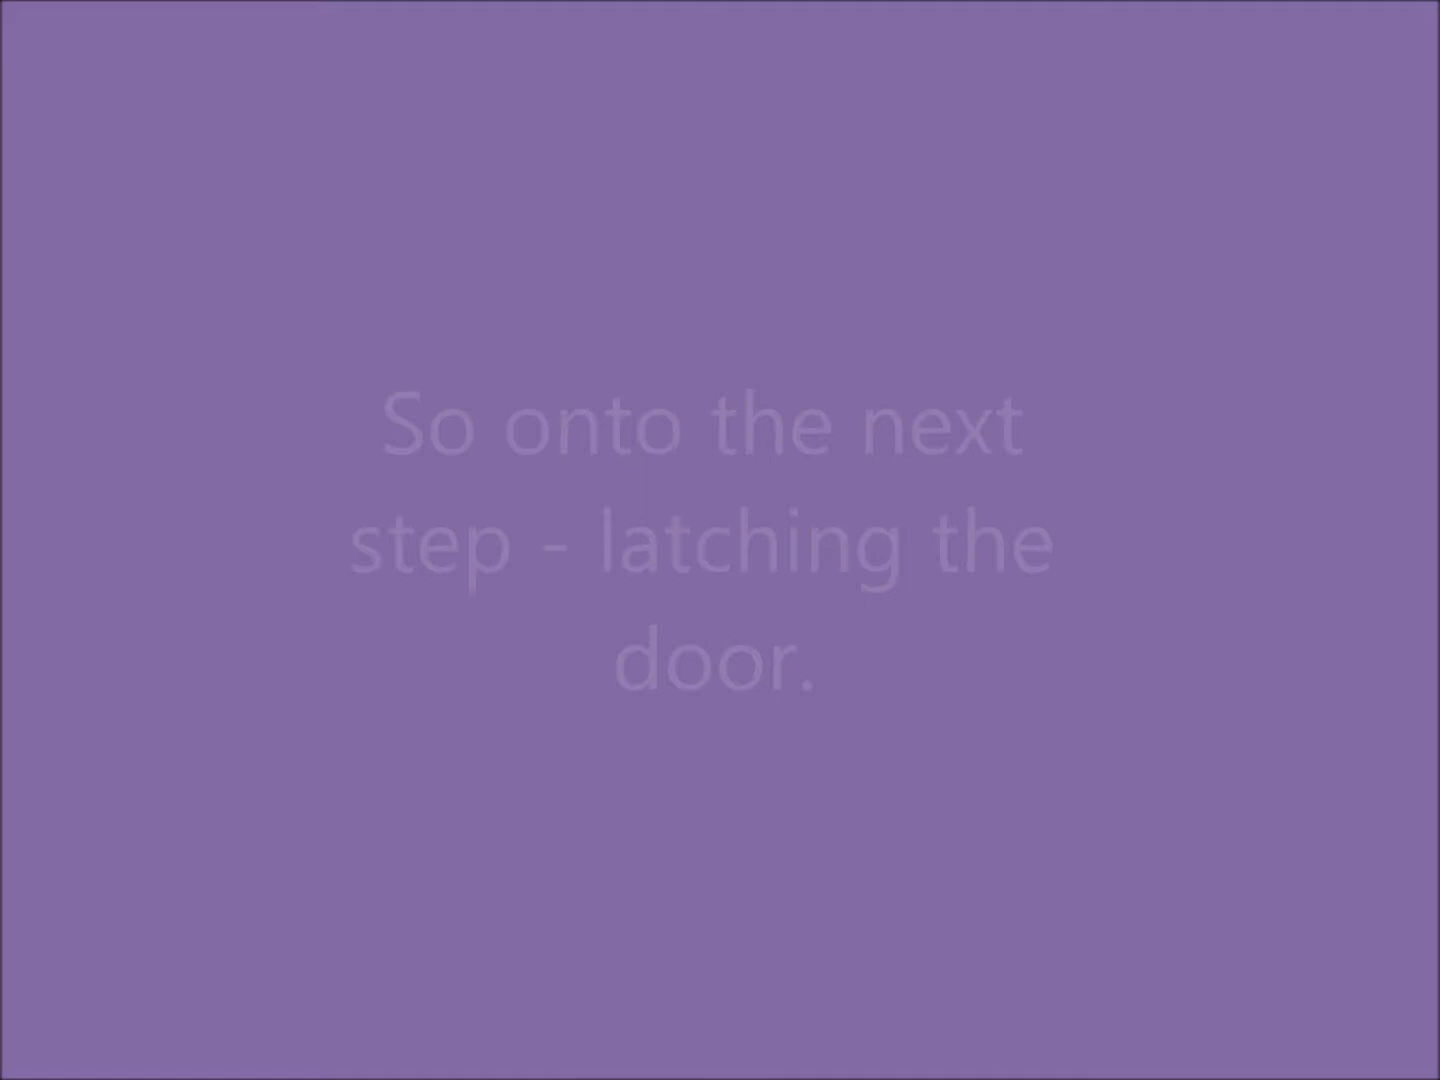 So onto the next
step - latching the
door.